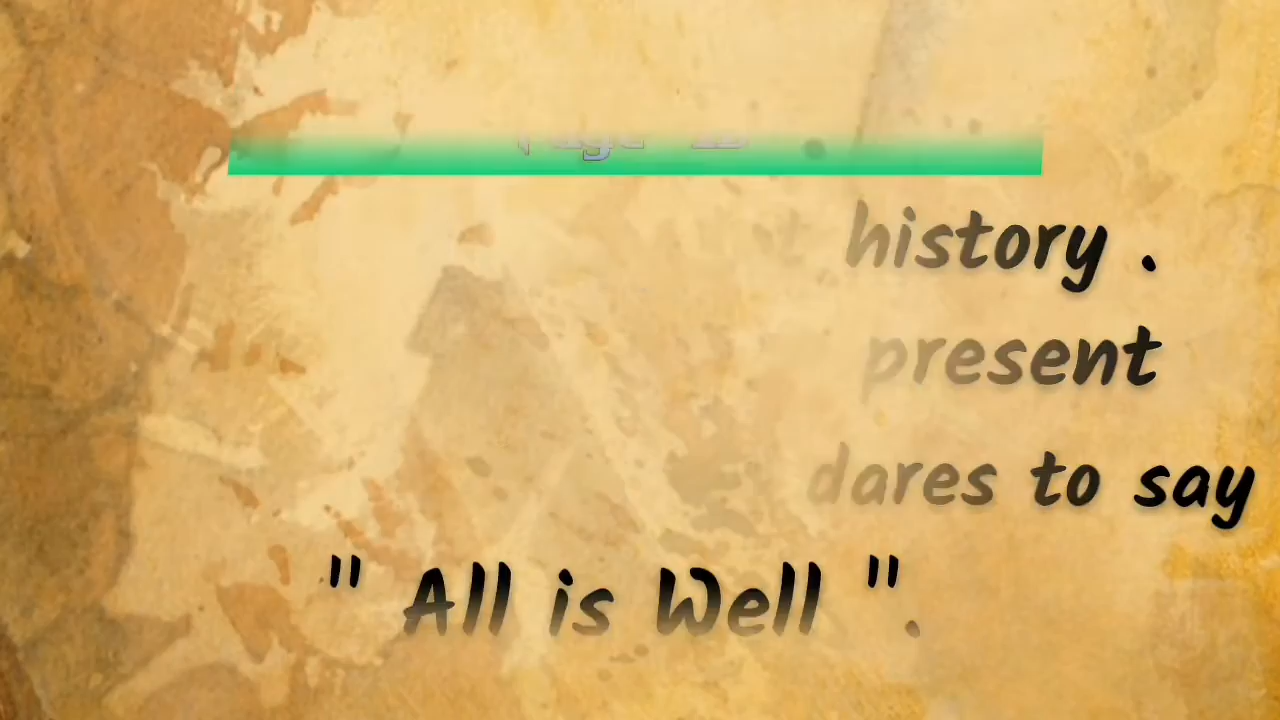 history .
present
dares to say
" All is Well ".